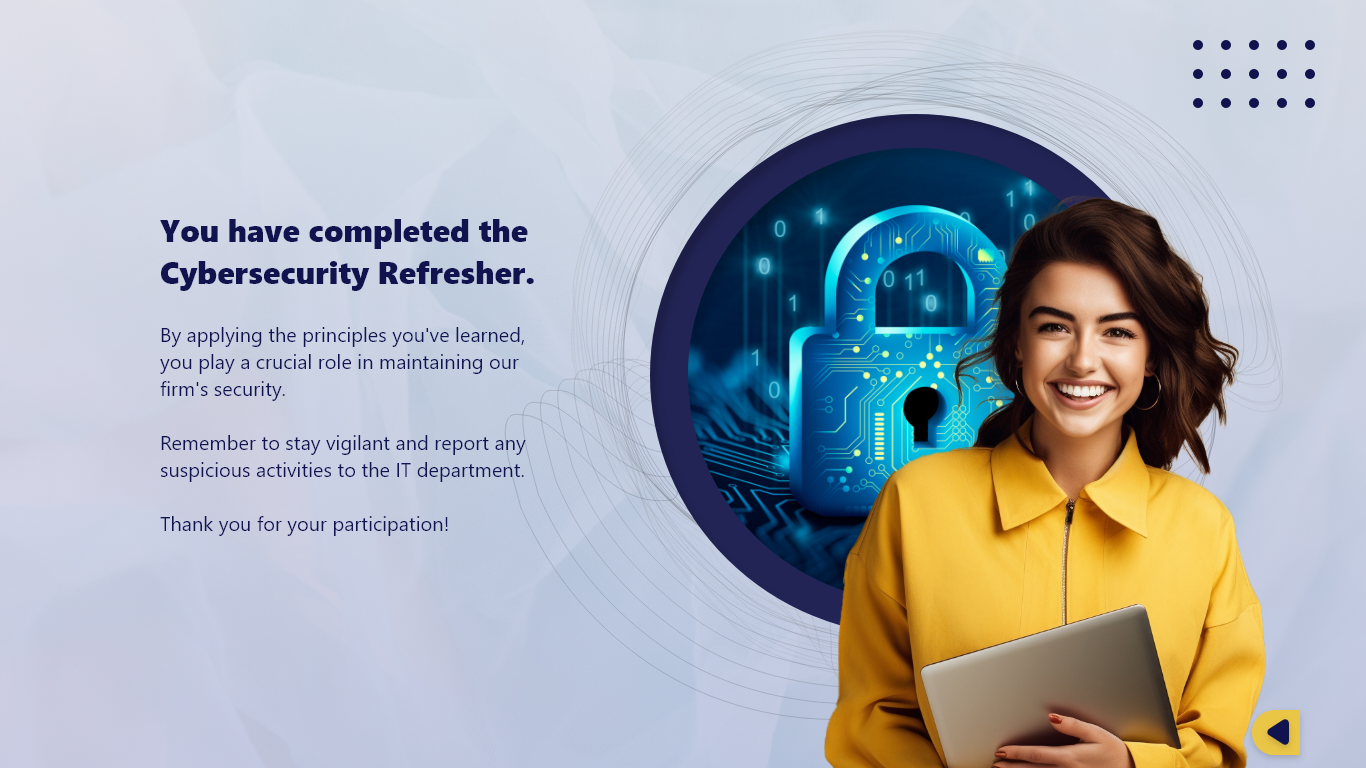 You have completed the
Cybersecurity Refresher.
By applying the principles you've learned,
you play a crucial role in maintaining our
firm's security.
Remember to stay vigilant and report any
suspicious activities to the IT department.
Thank you for your participation!